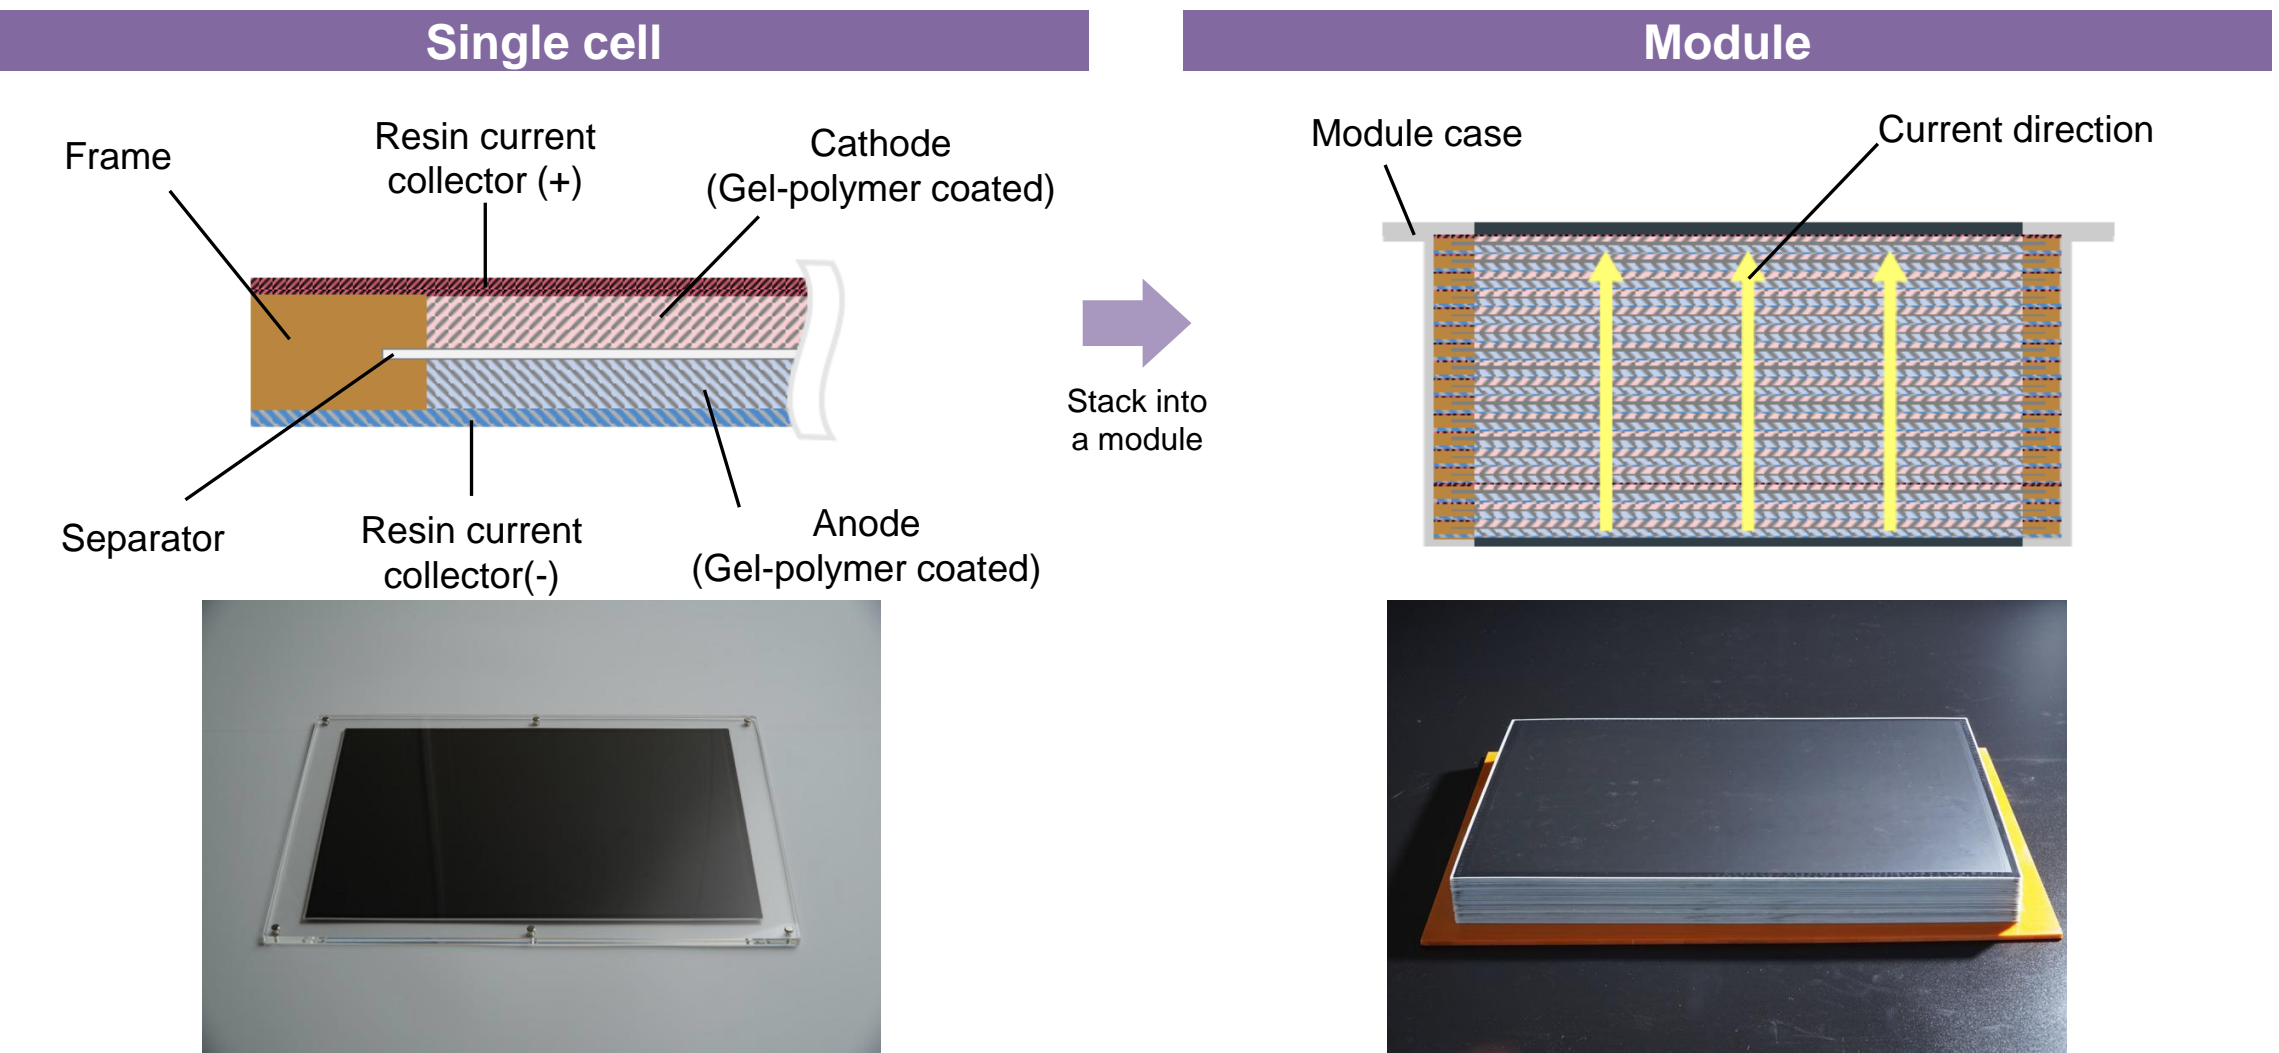 Single cell
Frame
Resin current
collector (+)
Cathode
(Gel-polymer coated)
Separator
Resin current
collector(-)
Anode
(Gel-polymer coated)
Stack into
a module
Module
Module case
Current direction